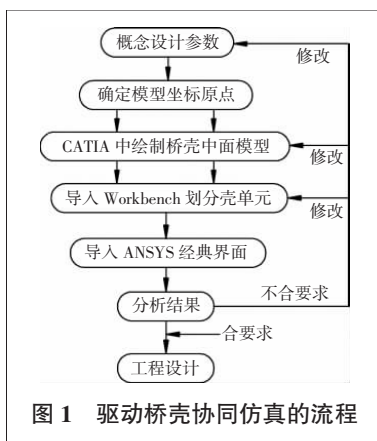 概念设计参数
修改
确定模型坐标原点
CATIA 中绘制桥壳中面模型
修改
导入 Workbench 划分壳单元
修改
导入 ANSYS 经典界面
不合要求
分析结果
合要求
工程设计
图 1 驱动桥壳协同仿真的流程